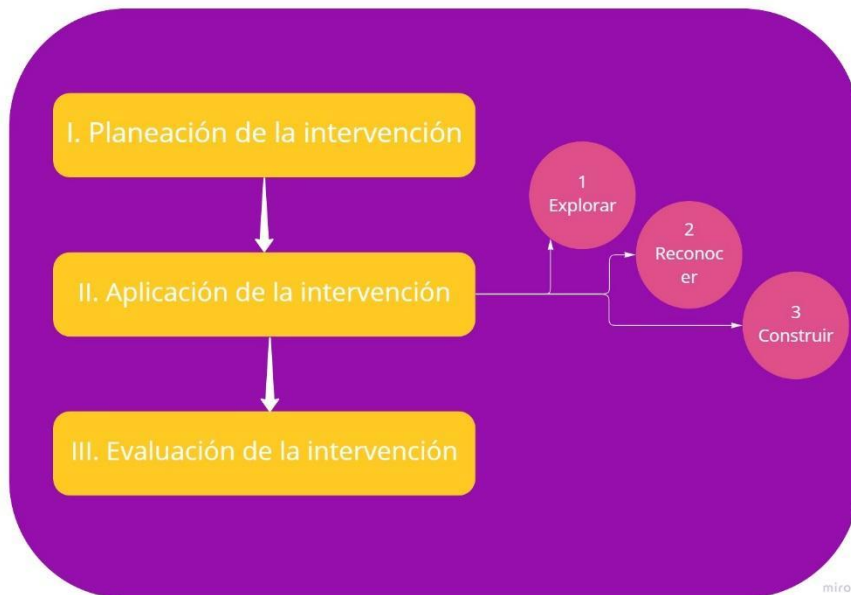 I. Planeación de la intervención
1
Explorar
2
Reconoc
er
II. Aplicación de la intervención
3
Construir
III. Evaluación de la intervención
miro